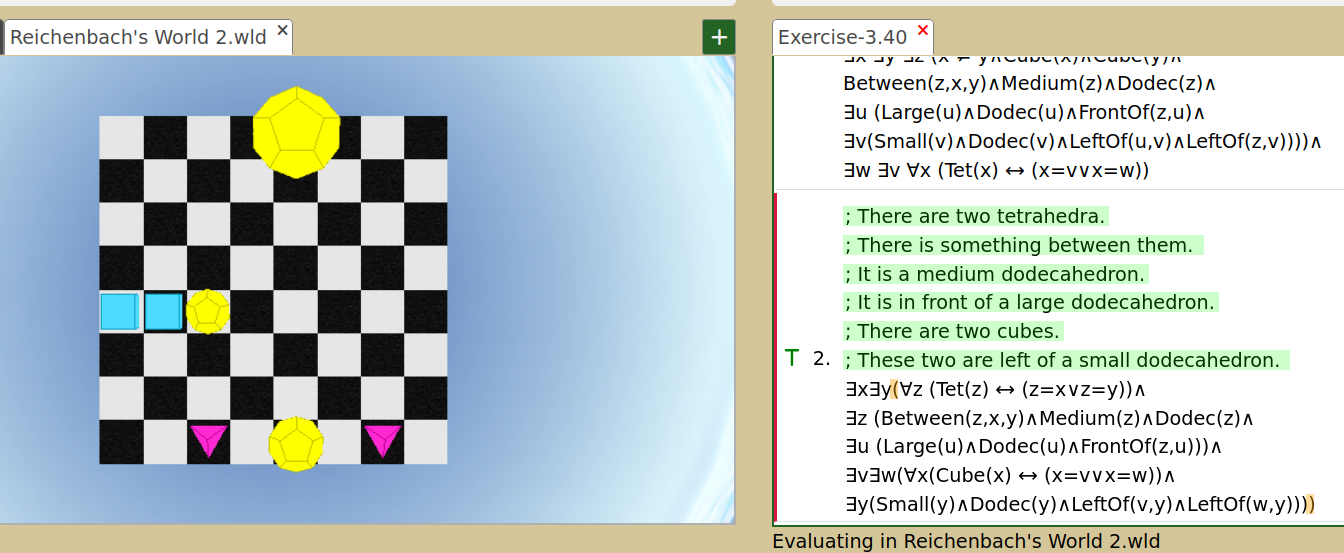 Reichenbach's World 2.wld ×
+
Exercise-3.40 ×
∃x ∃y ∃z (x ≠ y∧Cube(x)∧Cube(y)∧
Between(z,x,y)∧Medium(z)∧Dodec(z)∧
∃u (Large(u)∧Dodec(u)∧FrontOf(z,u)∧
∃v(Small(v)∧Dodec(v)∧LeftOf(u,v)∧LeftOf(z,v))))∧
∃w ∃v ∀x (Tet(x) ↔ (x=v∨x=w))
; There are two tetrahedra.
; There is something between them.
; It is a medium dodecahedron.
; It is in front of a large dodecahedron.
; There are two cubes.
T 2. ; These two are left of a small dodecahedron.
∃x∃y(∀z (Tet(z) ↔ (z=x∨z=y))∧
∃z (Between(z,x,y)∧Medium(z)∧Dodec(z)∧
∃u (Large(u)∧Dodec(u)∧FrontOf(z,u)))∧
∃v∃w(∀x(Cube(x) ↔ (x=v∨x=w))∧
∃y(Small(y)∧Dodec(y)∧LeftOf(v,y)∧LeftOf(w,y))))
Evaluating in Reichenbach's World 2.wld